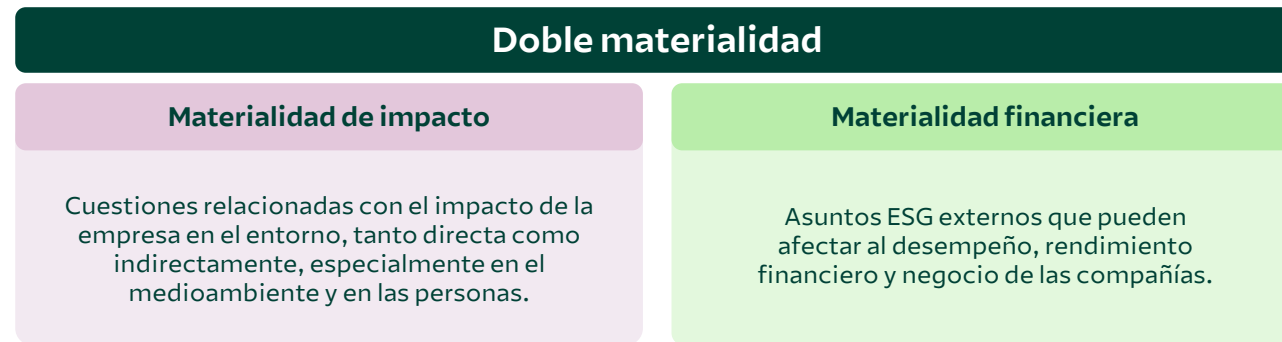 Doble materialidad
Materialidad de impacto
Cuestiones relacionadas con el impacto de la
empresa en el entorno, tanto directa como
indirectamente, especialmente en el
medioambiente y en las personas.
Materialidad financiera
Asuntos ESG externos que pueden
afectar al desempeño, rendimiento
financiero y negocio de las compañías.